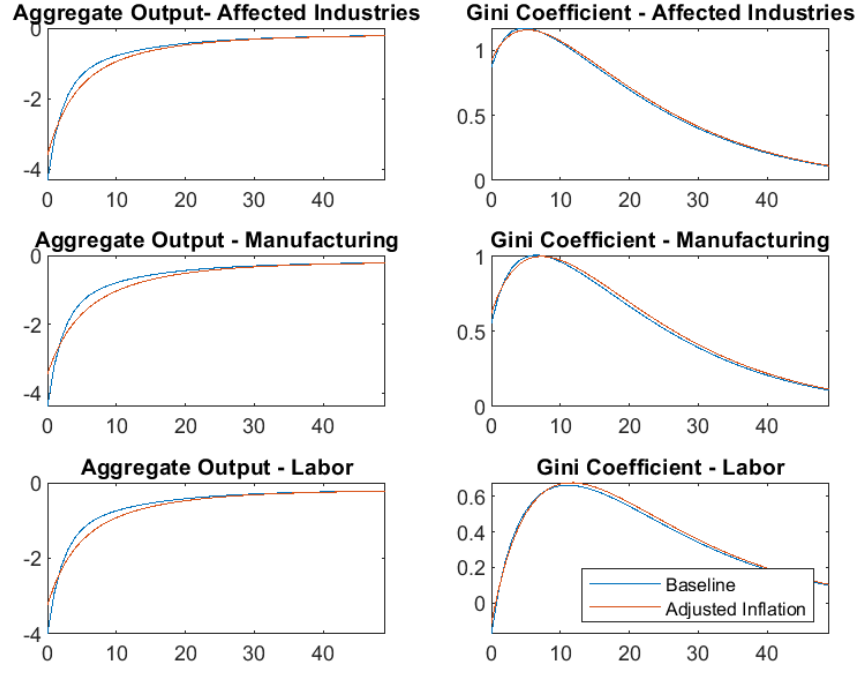 Aggregate Output- Affected Industries
0
-2
-4
0 10 20 30 40
Gini Coefficient - Affected Industries
1
0.5
0
0 10 20 30 40
Aggregate Output - Manufacturing
0
-2
-4
0 10 20 30 40
Gini Coefficient - Manufacturing
1
0.5
0
0 10 20 30 40
Aggregate Output - Labor
0
-2
-4
0 10 20 30 40
Gini Coefficient - Labor
0.6
0.4
0.2
0
0 10 20 30 40
Baseline
Adjusted Inflation